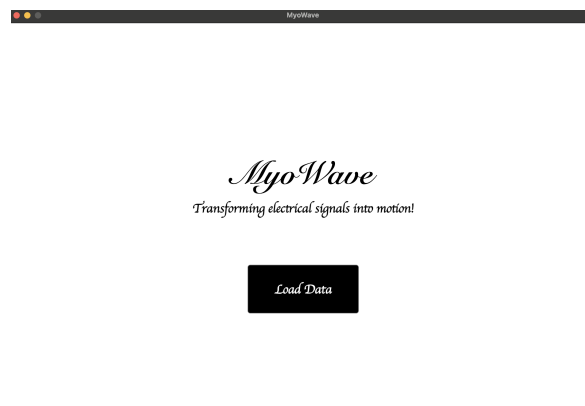 MyoWave
MyoWave
Transforming electrical signals into motion!
Load Data